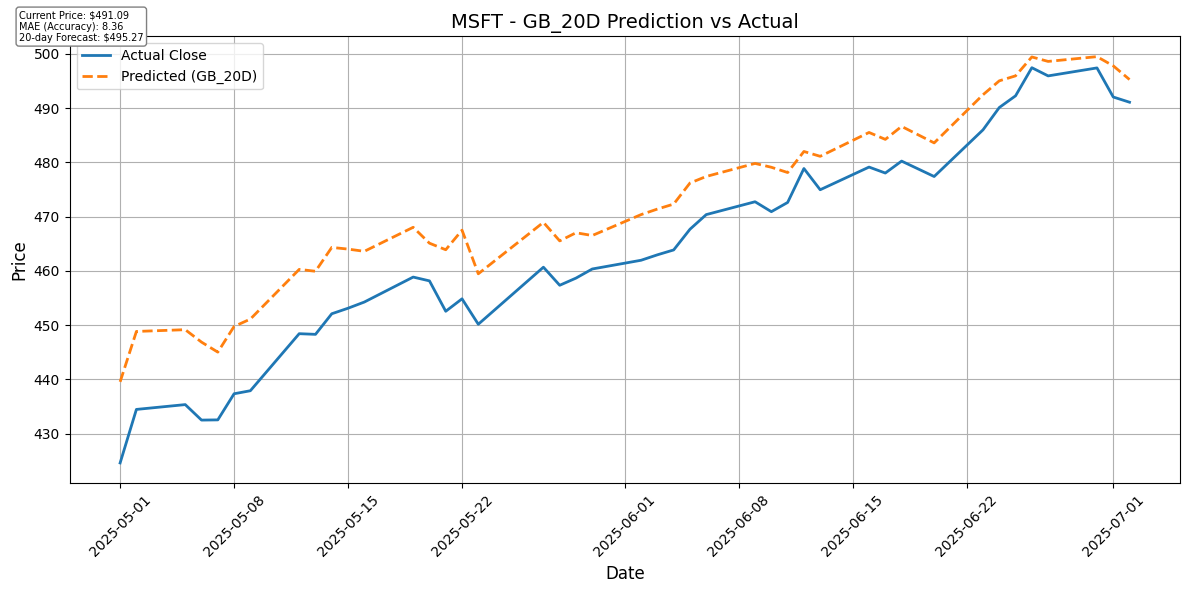 MSFT - GB_20D Prediction vs Actual
Current Price: $491.09
MAE (Accuracy): 8.36
20-day Forecast: $495.27
Actual Close
Predicted (GB_20D)
Price
500
490
480
470
460
450
440
430
2025-05-01
2025-05-08
2025-05-15
2025-05-22
2025-06-01
2025-06-08
2025-06-15
2025-06-22
2025-07-01
Date